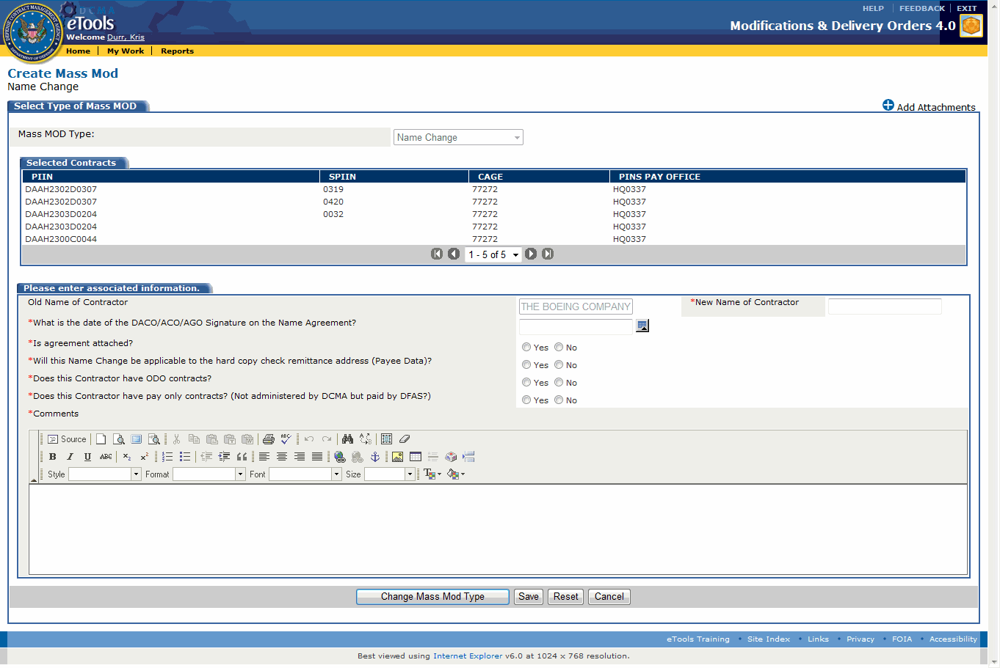 HELP | FEEDBACK | EXIT
DCMA
eTools
Modifications & Delivery Orders 4.0
Welcome Durr, Kris
Home | My Work | Reports
Create Mass Mod
Name Change
Select Type of Mass MOD
Add Attachments
Mass MOD Type: Name Change
Selected Contracts
PIIN SPIIN CAGE PINS PAY OFFICE
DAAH2302D0307 0319 77272 HQ0337
DAAH2302D0307 0420 77272 HQ0337
DAAH2303D0204 0032 77272 HQ0337
DAAH2303D0204 77272 HQ0337
DAAH2300C0044 77272 HQ0337
1 - 5 of 5
Please enter associated information.
Old Name of Contractor THE BOEING COMPANY *New Name of Contractor
*What is the date of the DACO/ACO/AGO Signature on the Name Agreement?
*Is agreement attached? Yes No
*Will this Name Change be applicable to the hard copy check remittance address (Payee Data)? Yes No
*Does this Contractor have ODO contracts? Yes No
*Does this Contractor have pay only contracts? (Not administered by DCMA but paid by DFAS?) Yes No
*Comments
Source
B I U ABC x₂ x²
Style Format Font Size
Change Mass Mod Type Save Reset Cancel
eTools Training • Site Index • Links • Privacy • FOIA • Accessibility
Best viewed using Internet Explorer v6.0 at 1024 x 768 resolution.